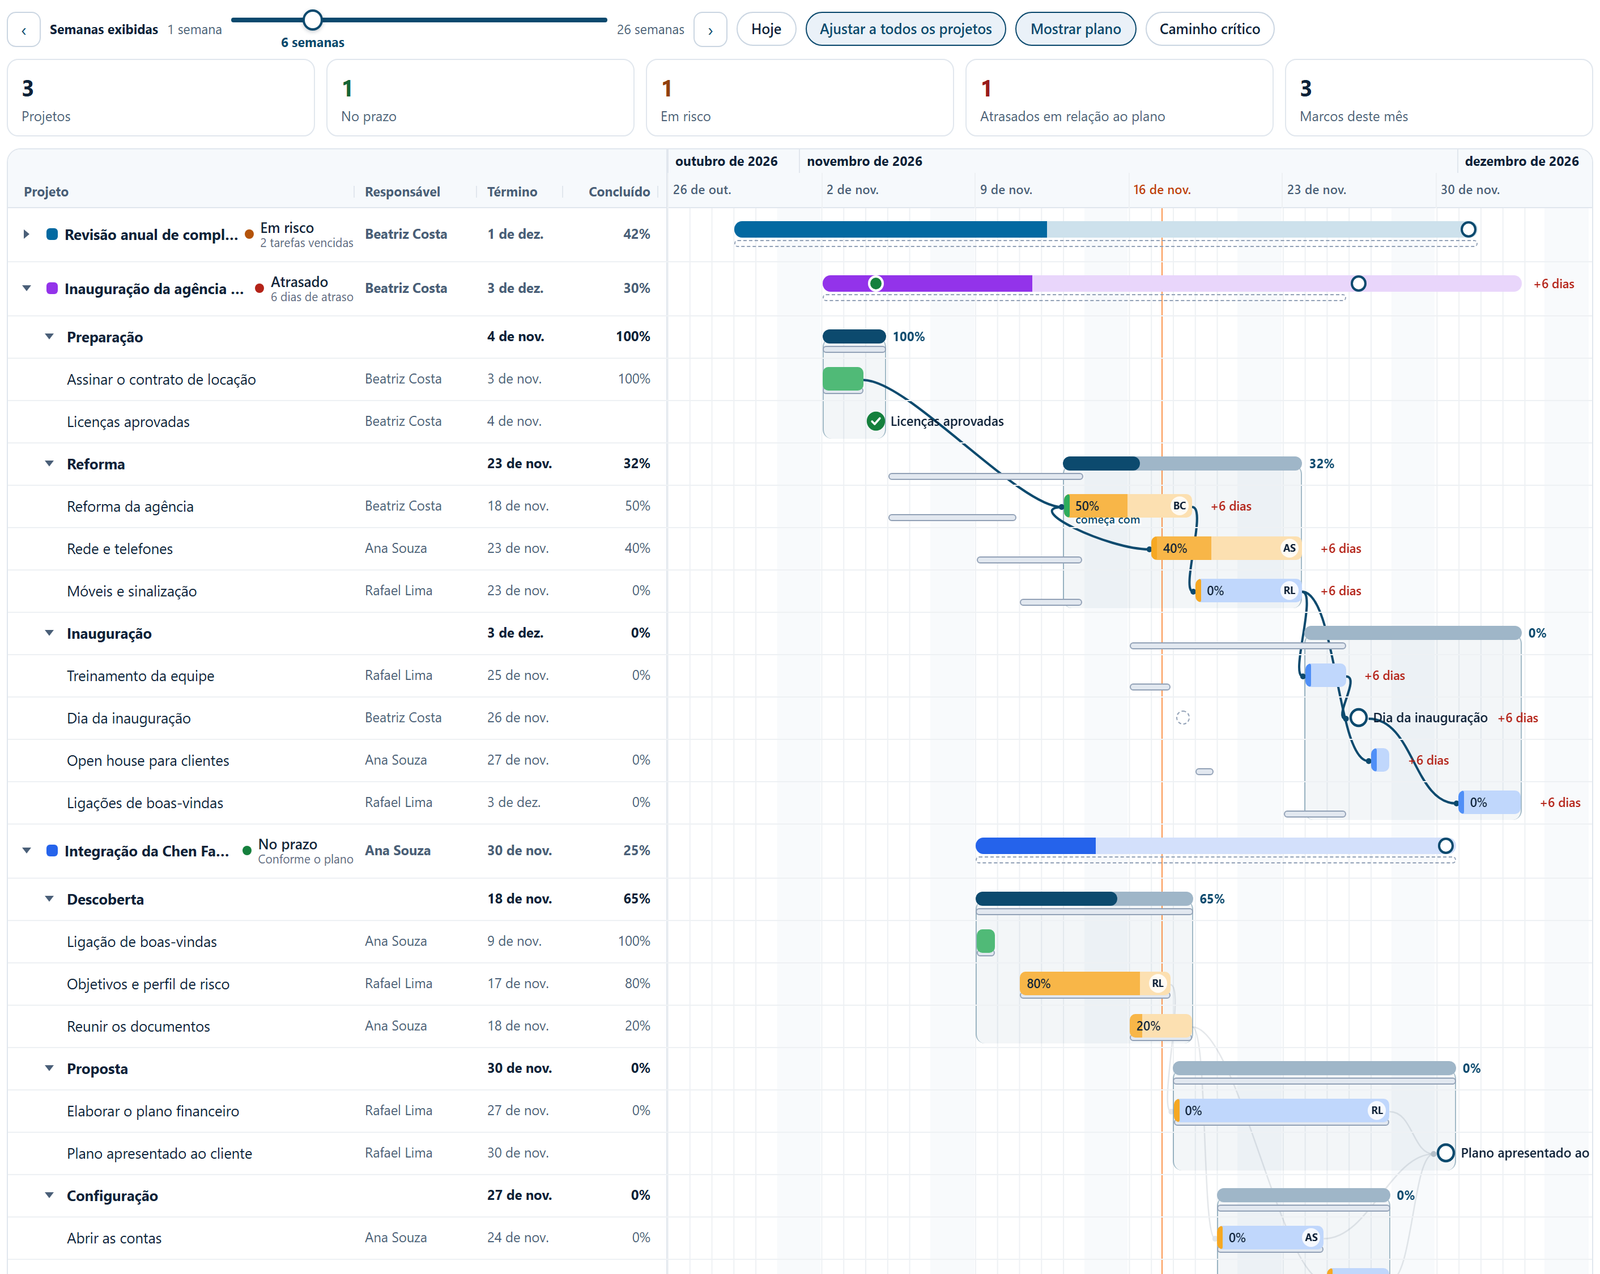 ‹ Semanas exibidas 1 semana 6 semanas 26 semanas › Hoje Ajustar a todos os projetos Mostrar plano Caminho crítico
3 Projetos
1 No prazo
1 Em risco
1 Atrasados em relação ao plano
3 Marcos deste mês
outubro de 2026 novembro de 2026 dezembro de 2026
Projeto Responsável Término Concluído 26 de out. 2 de nov. 9 de nov. 16 de nov. 23 de nov. 30 de nov.
Revisão anual de compl... Em risco 2 tarefas vencidas Beatriz Costa 1 de dez. 42%
Inauguração da agência ... Atrasado 6 dias de atraso Beatriz Costa 3 de dez. 30% +6 dias
Preparação 4 de nov. 100% 100%
Assinar o contrato de locação Beatriz Costa 3 de nov. 100%
Licenças aprovadas Beatriz Costa 4 de nov. Licenças aprovadas
Reforma 23 de nov. 32% 32%
Reforma da agência Beatriz Costa 18 de nov. 50% 50% BC +6 dias
começa com
Rede e telefones Ana Souza 23 de nov. 40% 40% AS +6 dias
Móveis e sinalização Rafael Lima 23 de nov. 0% 0% RL +6 dias
Inauguração 3 de dez. 0% 0%
Treinamento da equipe Rafael Lima 25 de nov. 0% +6 dias
Dia da inauguração Beatriz Costa 26 de nov. Dia da inauguração +6 dias
Open house para clientes Ana Souza 27 de nov. 0% +6 dias
Ligações de boas-vindas Rafael Lima 3 de dez. 0% 0% +6 dias
Integração da Chen Fa... No prazo Conforme o plano Ana Souza 30 de nov. 25%
Descoberta 18 de nov. 65% 65%
Ligação de boas-vindas Ana Souza 9 de nov. 100%
Objetivos e perfil de risco Rafael Lima 17 de nov. 80% 80% RL
Reunir os documentos Ana Souza 18 de nov. 20% 20%
Proposta 30 de nov. 0% 0%
Elaborar o plano financeiro Rafael Lima 27 de nov. 0% 0% RL
Plano apresentado ao cliente Rafael Lima 30 de nov. Plano apresentado ao
Configuração 27 de nov. 0% 0%
Abrir as contas Ana Souza 24 de nov. 0% 0% AS